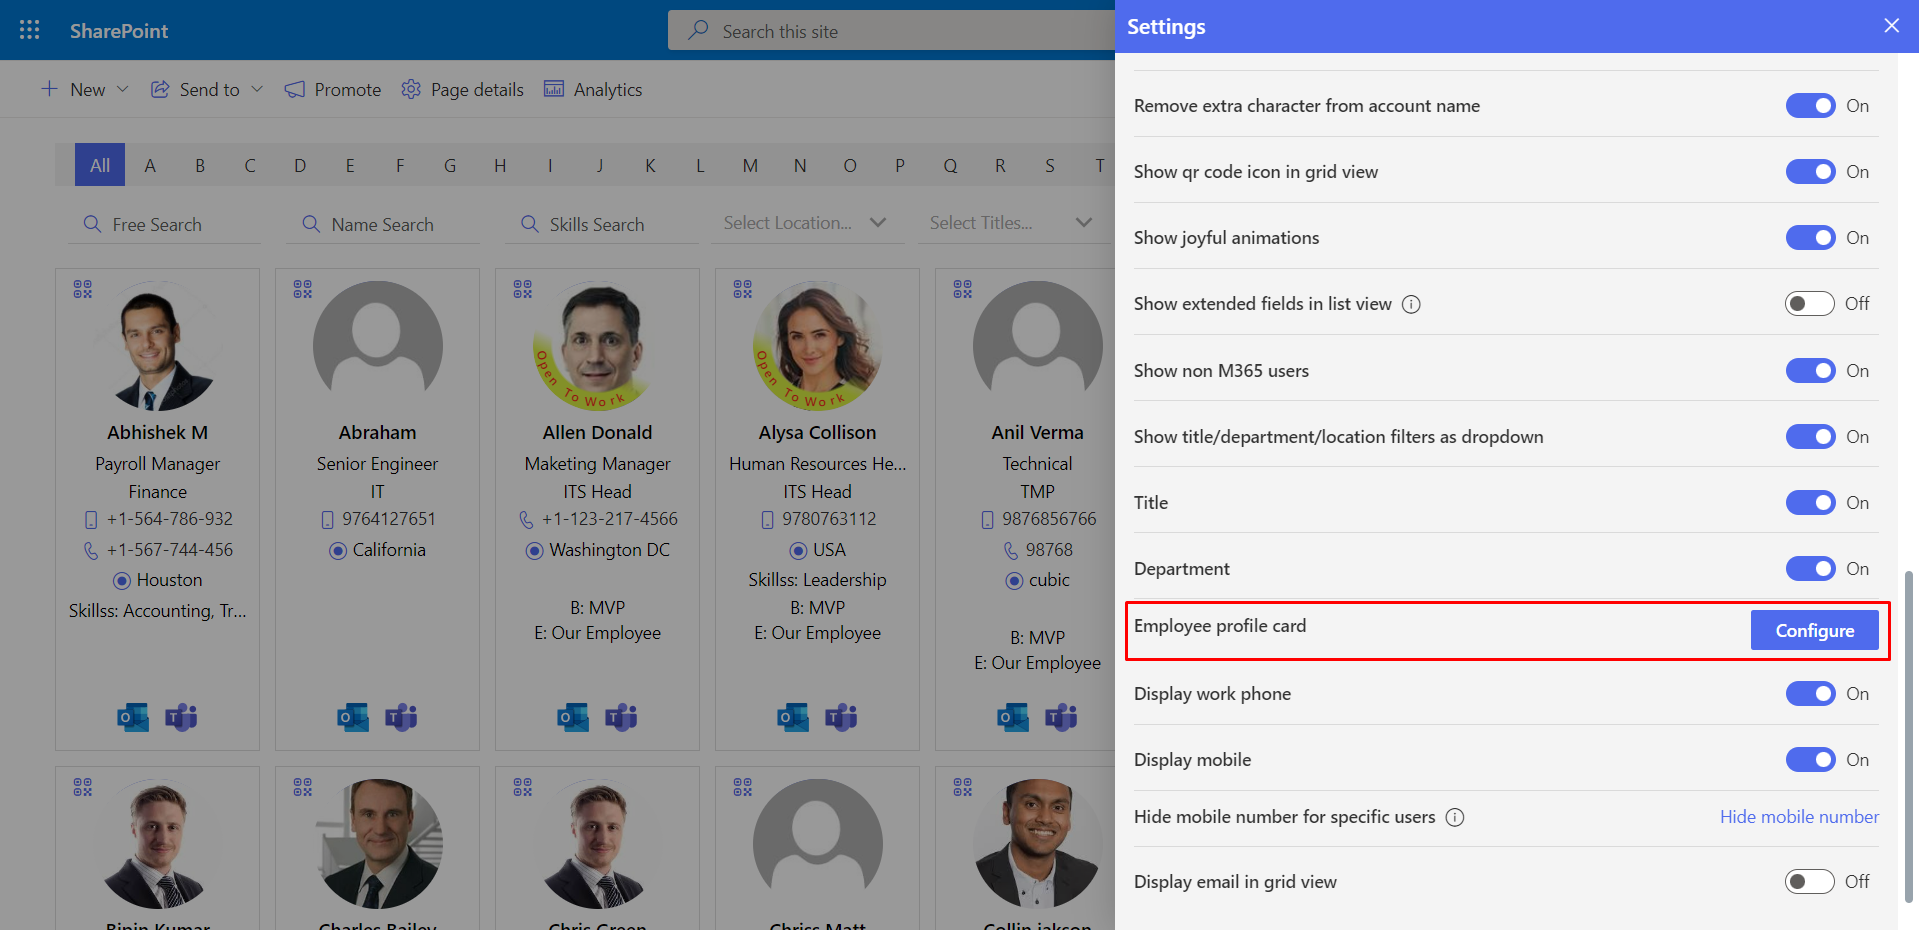 SharePoint
Search this site
New
Send to
Promote
Page details
Analytics
All A B C D E F G H I J K L M N O P Q R S T
Free Search
Name Search
Skills Search
Select Location...
Select Titles...
Abhishek M
Payroll Manager
Finance
+1-564-786-932
+1-567-744-456
Houston
Skillss: Accounting, Tr...
Abraham
Senior Engineer
IT
9764127651
California
Open To Work
Allen Donald
Maketing Manager
ITS Head
+1-123-217-4566
Washington DC
B: MVP
E: Our Employee
Open To Work
Alysa Collison
Human Resources He...
ITS Head
9780763112
USA
Skillss: Leadership
B: MVP
E: Our Employee
Anil Verma
Technical
TMP
9876856766
98768
cubic
B: MVP
E: Our Employee
Bipin Kumar
Charles Bailey
Chris Green
Chriss Matt
Collin jakson
Settings
Remove extra character from account name On
Show qr code icon in grid view On
Show joyful animations On
Show extended fields in list view Off
Show non M365 users On
Show title/department/location filters as dropdown On
Title On
Department On
Employee profile card Configure
Display work phone On
Display mobile On
Hide mobile number for specific users Hide mobile number
Display email in grid view Off